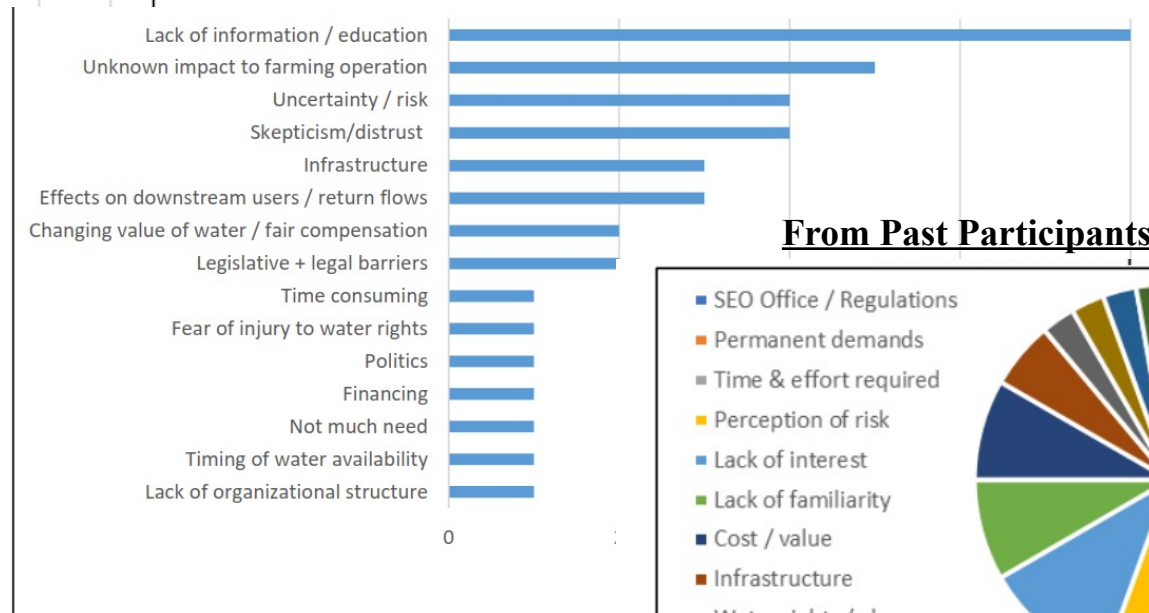 Lack of information / education
Unknown impact to farming operation
Uncertainty / risk
Skepticism/distrust
Infrastructure
Effects on downstream users / return flows
Changing value of water / fair compensation
Legislative + legal barriers
Time consuming
Fear of injury to water rights
Politics
Financing
Not much need
Timing of water availability
Lack of organizational structure
0
From Past Participants
SEO Office / Regulations
Permanent demands
Time & effort required
Perception of risk
Lack of interest
Lack of familiarity
Cost / value
Infrastructure